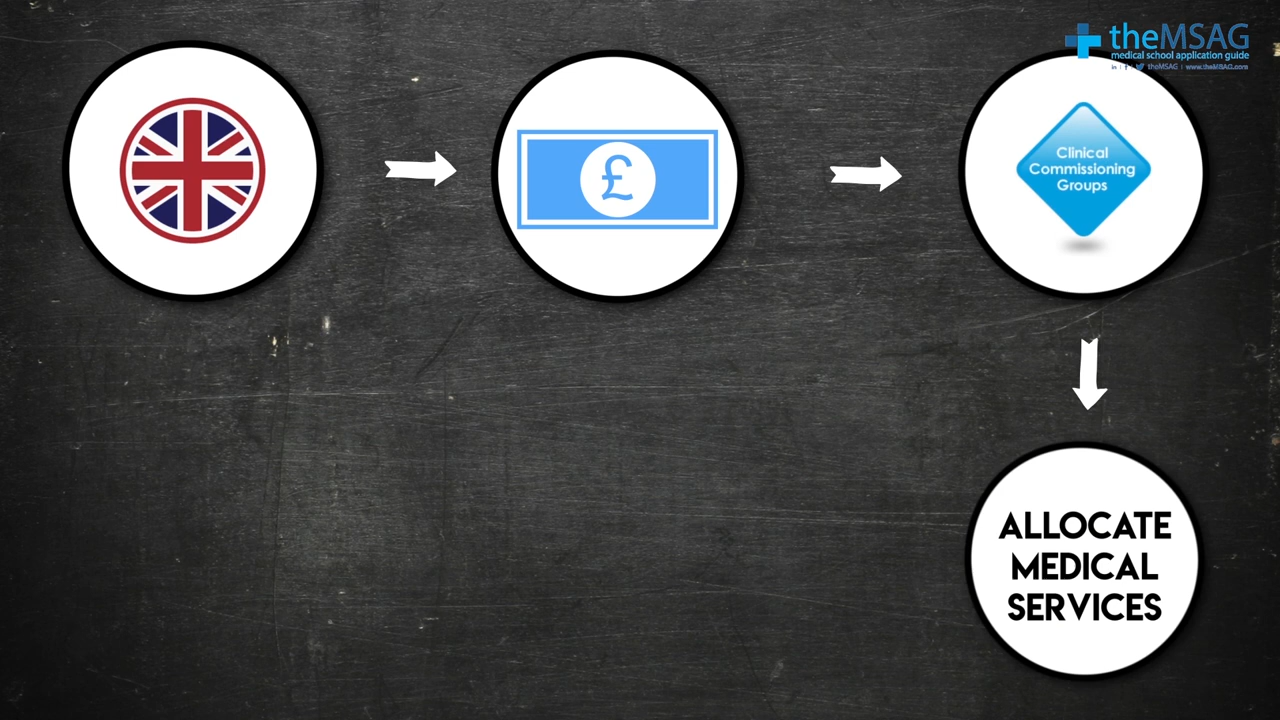 theMSAG
medical school application guide
theMSAG | www.theMSAG.com
£
Clinical
Commissioning
Groups
ALLOCATE
MEDICAL
SERVICES